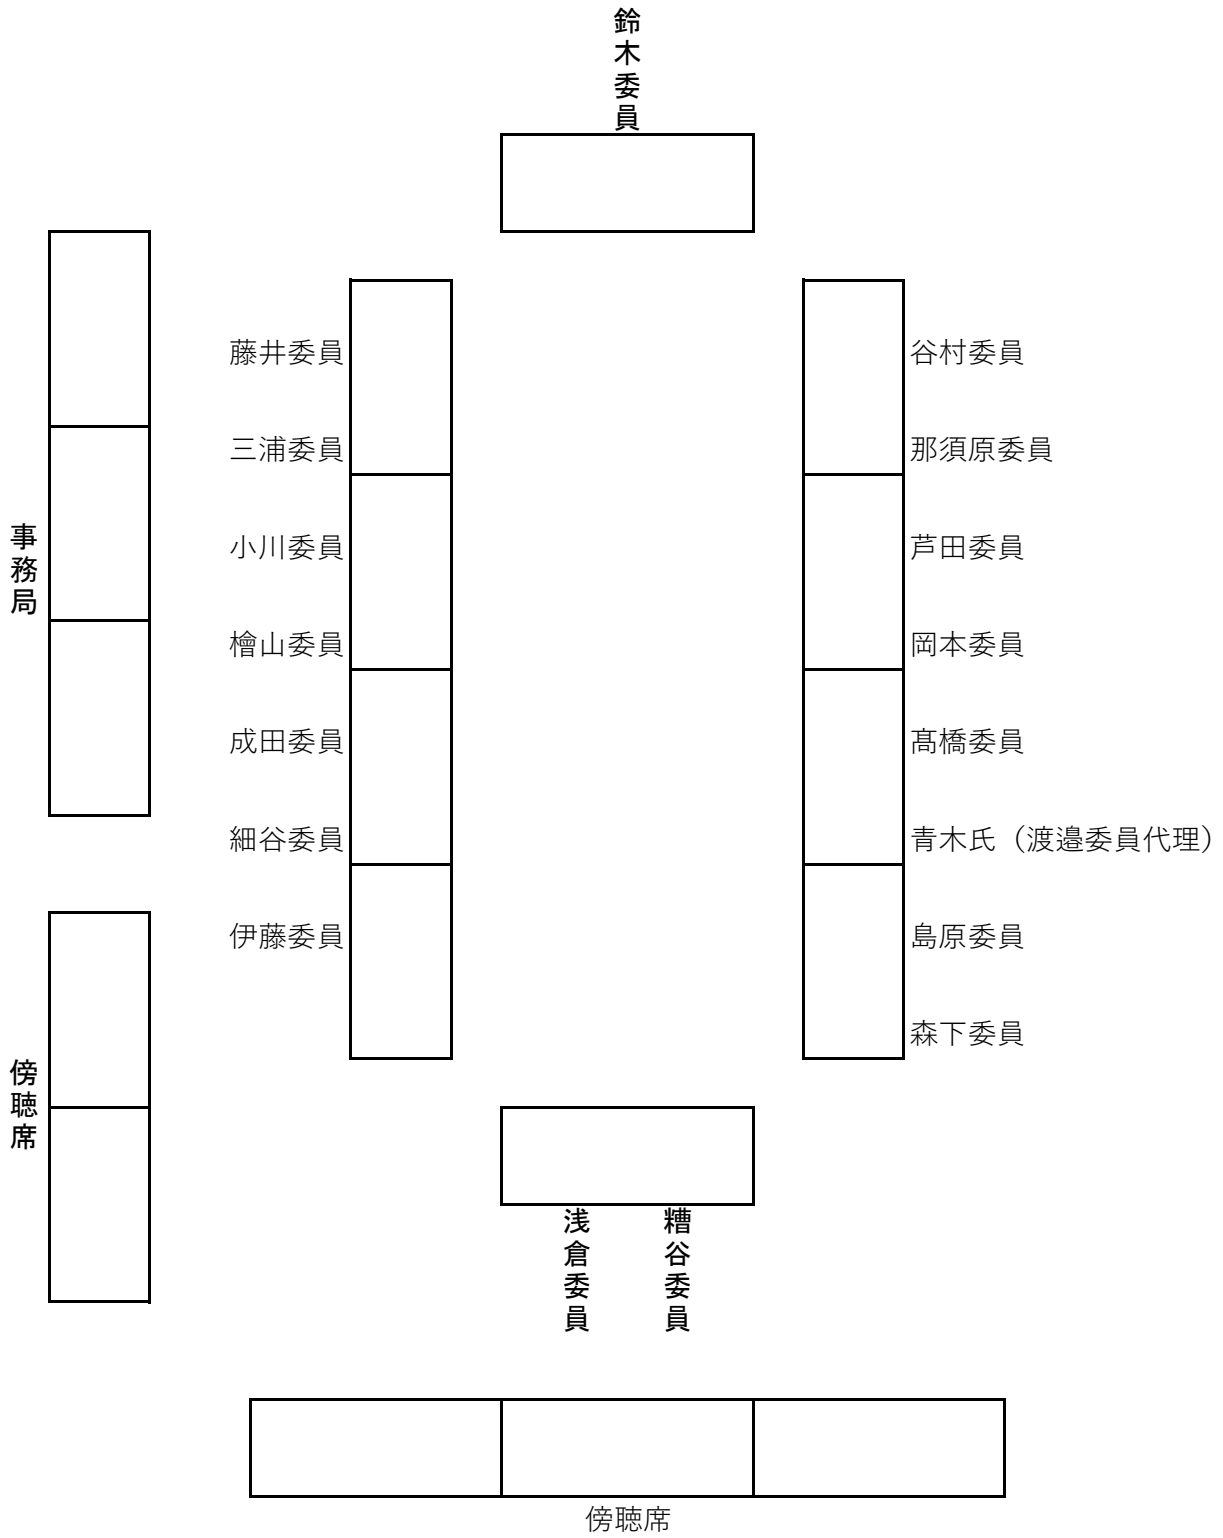 鈴木委員
藤井委員
谷村委員
三浦委員
那須原委員
事務局
小川委員
芦田委員
檜山委員
岡本委員
成田委員
髙橋委員
細谷委員
青木氏（渡邉委員代理）
伊藤委員
島原委員
森下委員
傍聴席
浅倉委員
糟谷委員
傍聴席